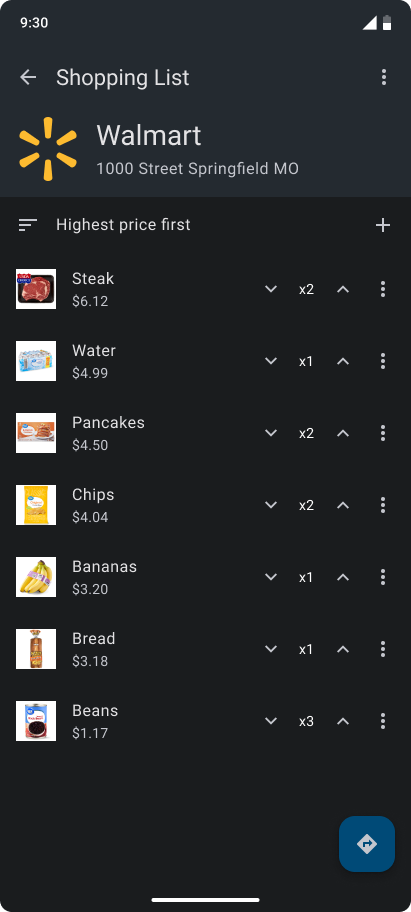 9:30
Shopping List
Walmart
1000 Street Springfield MO
Highest price first
Steak
$6.12
x2
Water
$4.99
x1
Pancakes
$4.50
x2
Chips
$4.04
x2
Bananas
$3.20
x1
Bread
$3.18
x1
Beans
$1.17
x3